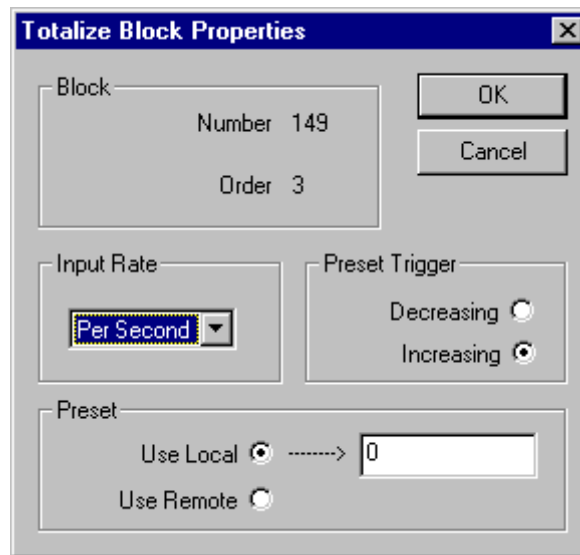 Totalize Block Properties
Block
Number 149
Order 3
OK
Cancel
Input Rate
Per Second
Preset Trigger
Decreasing
Increasing
Preset
Use Local --------> 0
Use Remote